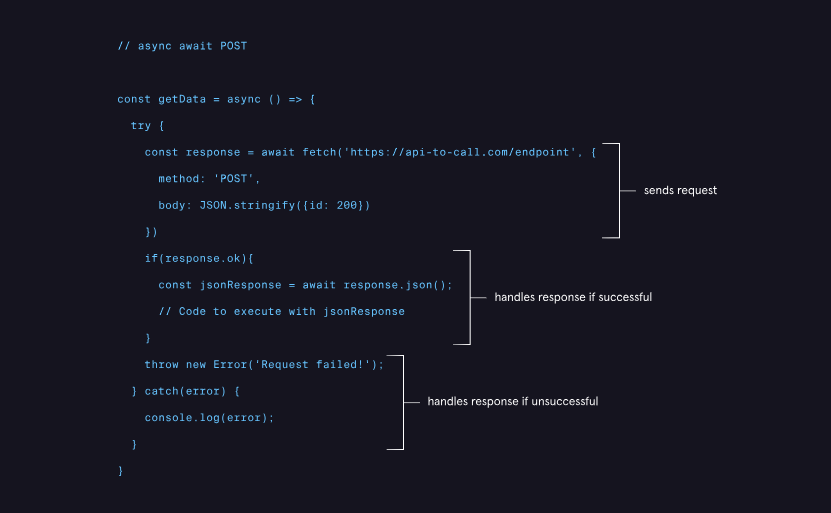 // async await POST
const getData = async () => {
try {
const response = await fetch('https://api-to-call.com/endpoint', {
method: 'POST',
body: JSON.stringify({id: 200})
})
sends request
if(response.ok){
const jsonResponse = await response.json();
// Code to execute with jsonResponse
}
handles response if successful
throw new Error('Request failed!');
} catch(error) {
console.log(error);
}
handles response if unsuccessful
}